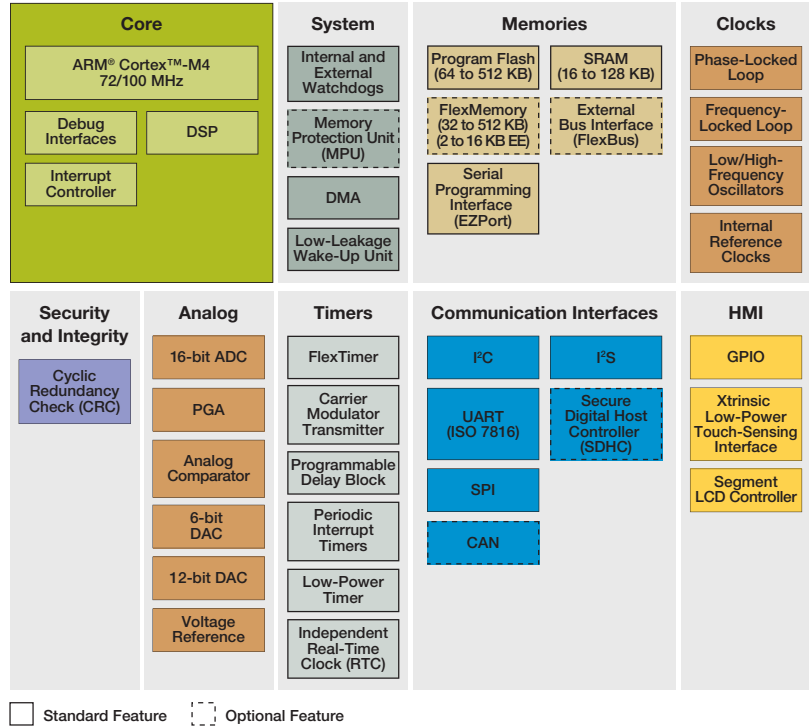 Core
ARM® Cortex™-M4
72/100 MHz
Debug
Interfaces
DSP
Interrupt
Controller
System
Internal and
External
Watchdogs
Memory
Protection Unit
(MPU)
DMA
Low-Leakage
Wake-Up Unit
Memories
Program Flash
(64 to 512 KB)
SRAM
(16 to 128 KB)
FlexMemory
(32 to 512 KB)
(2 to 16 KB EE)
External
Bus Interface
(FlexBus)
Serial
Programming
Interface
(EZPort)
Clocks
Phase-Locked
Loop
Frequency-
Locked Loop
Low/High-
Frequency
Oscillators
Internal
Reference
Clocks
Security
and Integrity
Cyclic
Redundancy
Check (CRC)
Analog
16-bit ADC
PGA
Analog
Comparator
6-bit
DAC
12-bit DAC
Voltage
Reference
Timers
FlexTimer
Carrier
Modulator
Transmitter
Programmable
Delay Block
Periodic
Interrupt
Timers
Low-Power
Timer
Independent
Real-Time
Clock (RTC)
Communication Interfaces
I²C
I²S
UART
(ISO 7816)
Secure
Digital Host
Controller
(SDHC)
SPI
CAN
HMI
GPIO
Xtrinsic
Low-Power
Touch-Sensing
Interface
Segment
LCD Controller
Standard Feature
Optional Feature